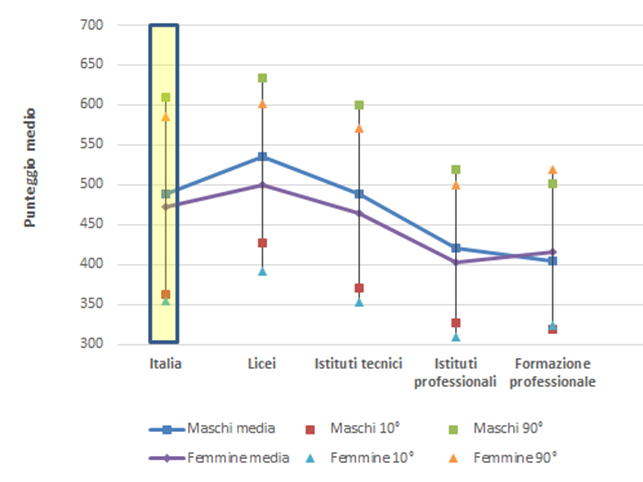 700
650
600
550
500
450
400
350
300
Punteggio medio
Italia
Licei
Istituti tecnici
Istituti
professionali
Formazione
professionale
Maschi media
Maschi 10°
Maschi 90°
Femmine media
Femmine 10°
Femmine 90°